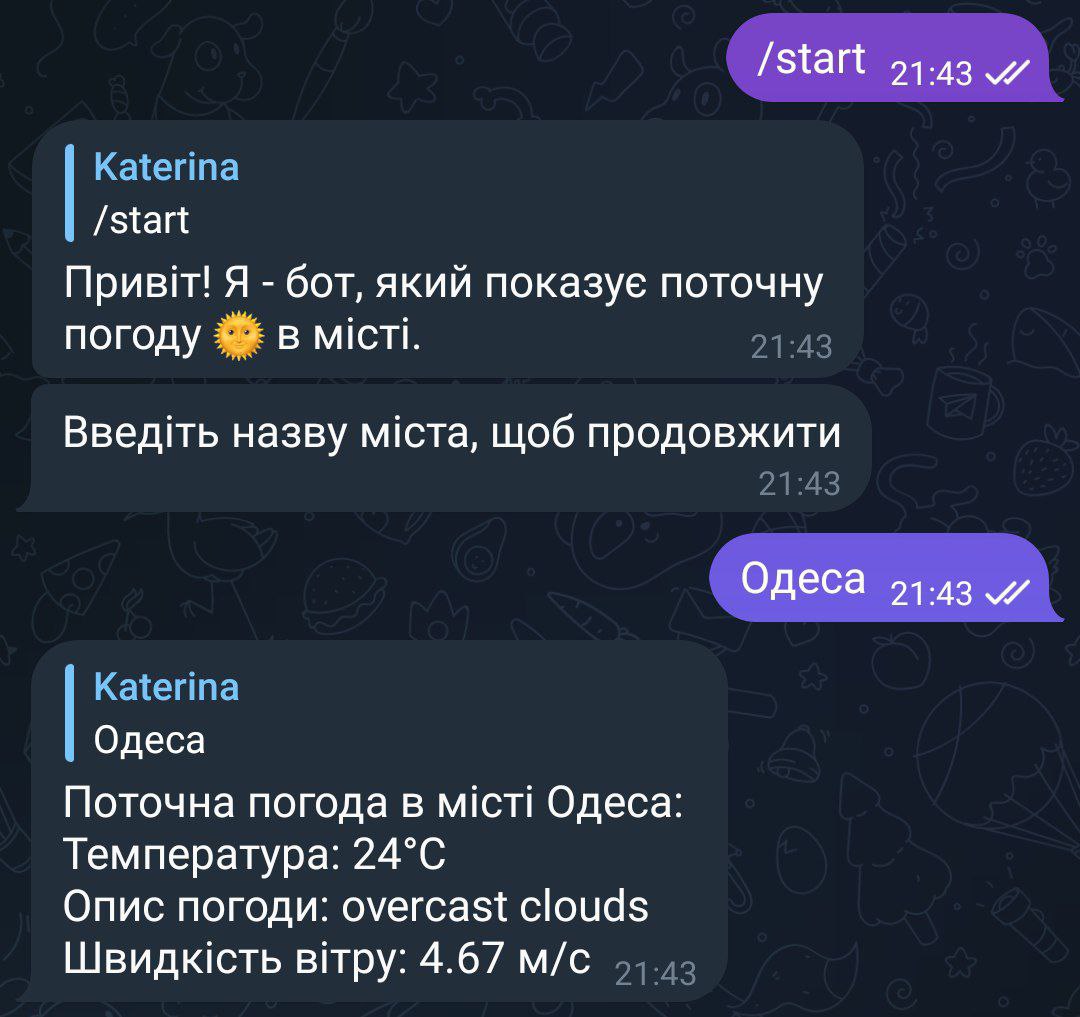 /start 21:43
Katerina
/start
Привіт! Я - бот, який показує поточну
погоду 🌞 в місті.
21:43
Введіть назву міста, щоб продовжити
21:43
Одеса 21:43
Katerina
Одеса
Поточна погода в місті Одеса:
Температура: 24°C
Опис погоди: overcast clouds
Швидкість вітру: 4.67 м/с 21:43